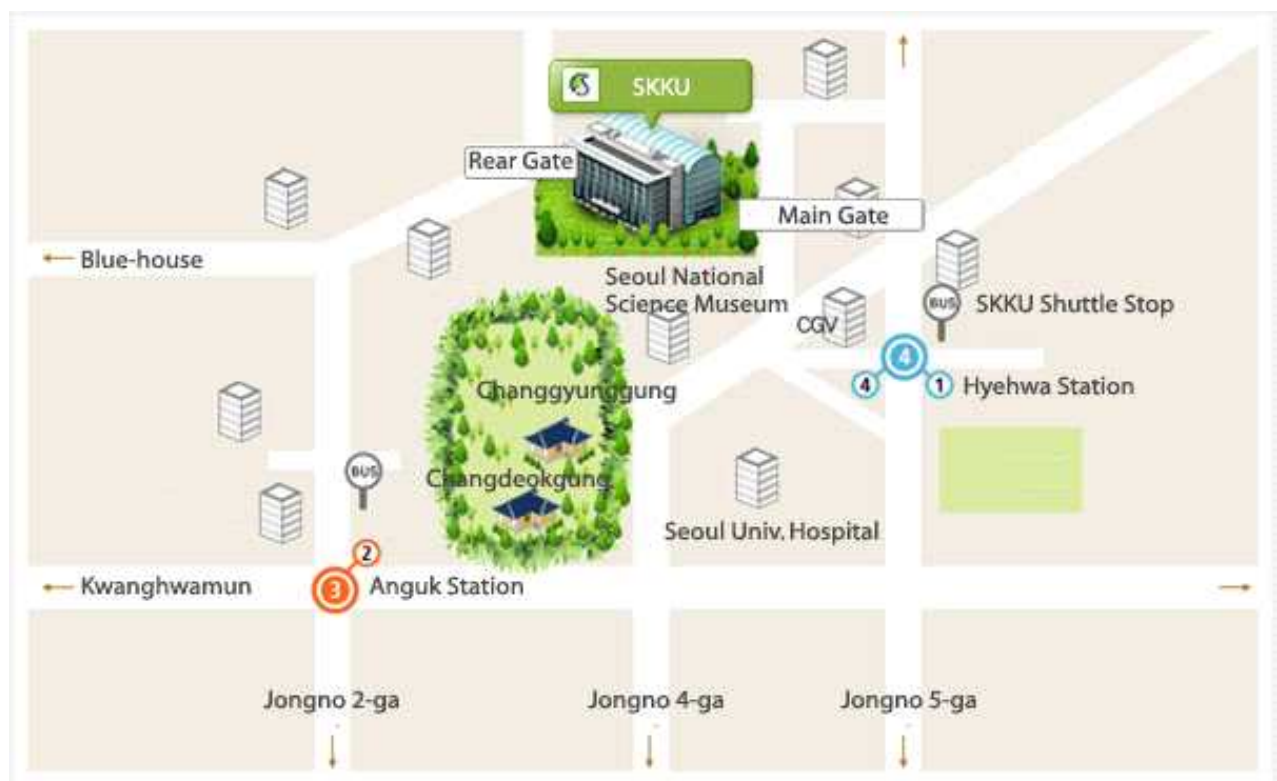 SKKU
Rear Gate
Main Gate
Blue-house
Seoul National
Science Museum
BUS
SKKU Shuttle Stop
CGV
4
4
1
Hyehwa Station
Changgyunggung
BUS
Changdeokgung
Seoul Univ. Hospital
2
Kwanghwamun
3
Anguk Station
Jongno 2-ga
Jongno 4-ga
Jongno 5-ga